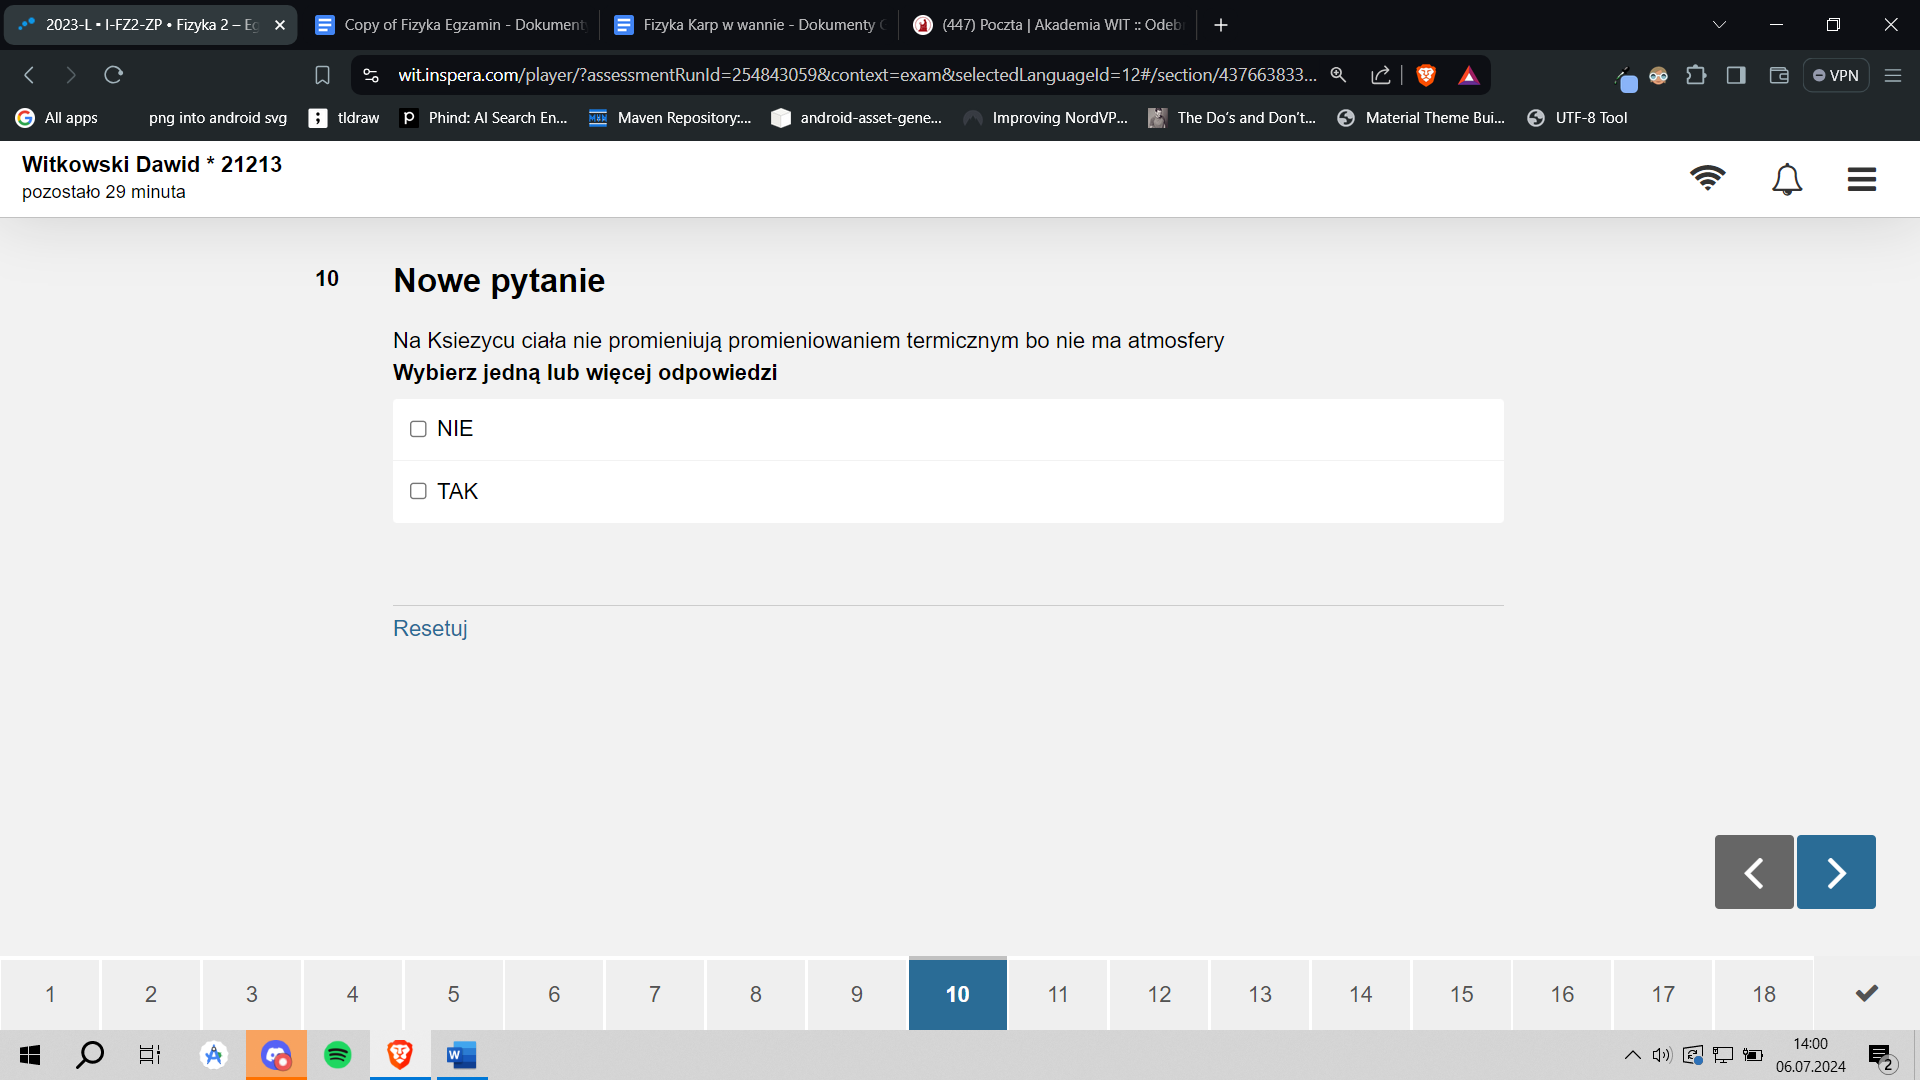 2023-L • I-FZ2-ZP • Fizyka 2 – Eg
Copy of Fizyka Egzamin - Dokument
Fizyka Karp w wannie - Dokumenty
(447) Poczta | Akademia WIT :: Odeb
wit.inspera.com/player/?assessmentRunId=254843059&context=exam&selectedLanguageId=12#/section/437663833...
VPN
All apps
png into android svg
tldraw
Phind: AI Search En...
Maven Repository:...
android-asset-gene...
Improving NordVP...
The Do's and Don't...
Material Theme Bui...
UTF-8 Tool
Witkowski Dawid * 21213
pozostało 29 minuta
10 Nowe pytanie
Na Ksiezycu ciała nie promieniują promieniowaniem termicznym bo nie ma atmosfery
Wybierz jedną lub więcej odpowiedzi
NIE
TAK
Resetuj
1 2 3 4 5 6 7 8 9 10 11 12 13 14 15 16 17 18
14:00
06.07.2024
2